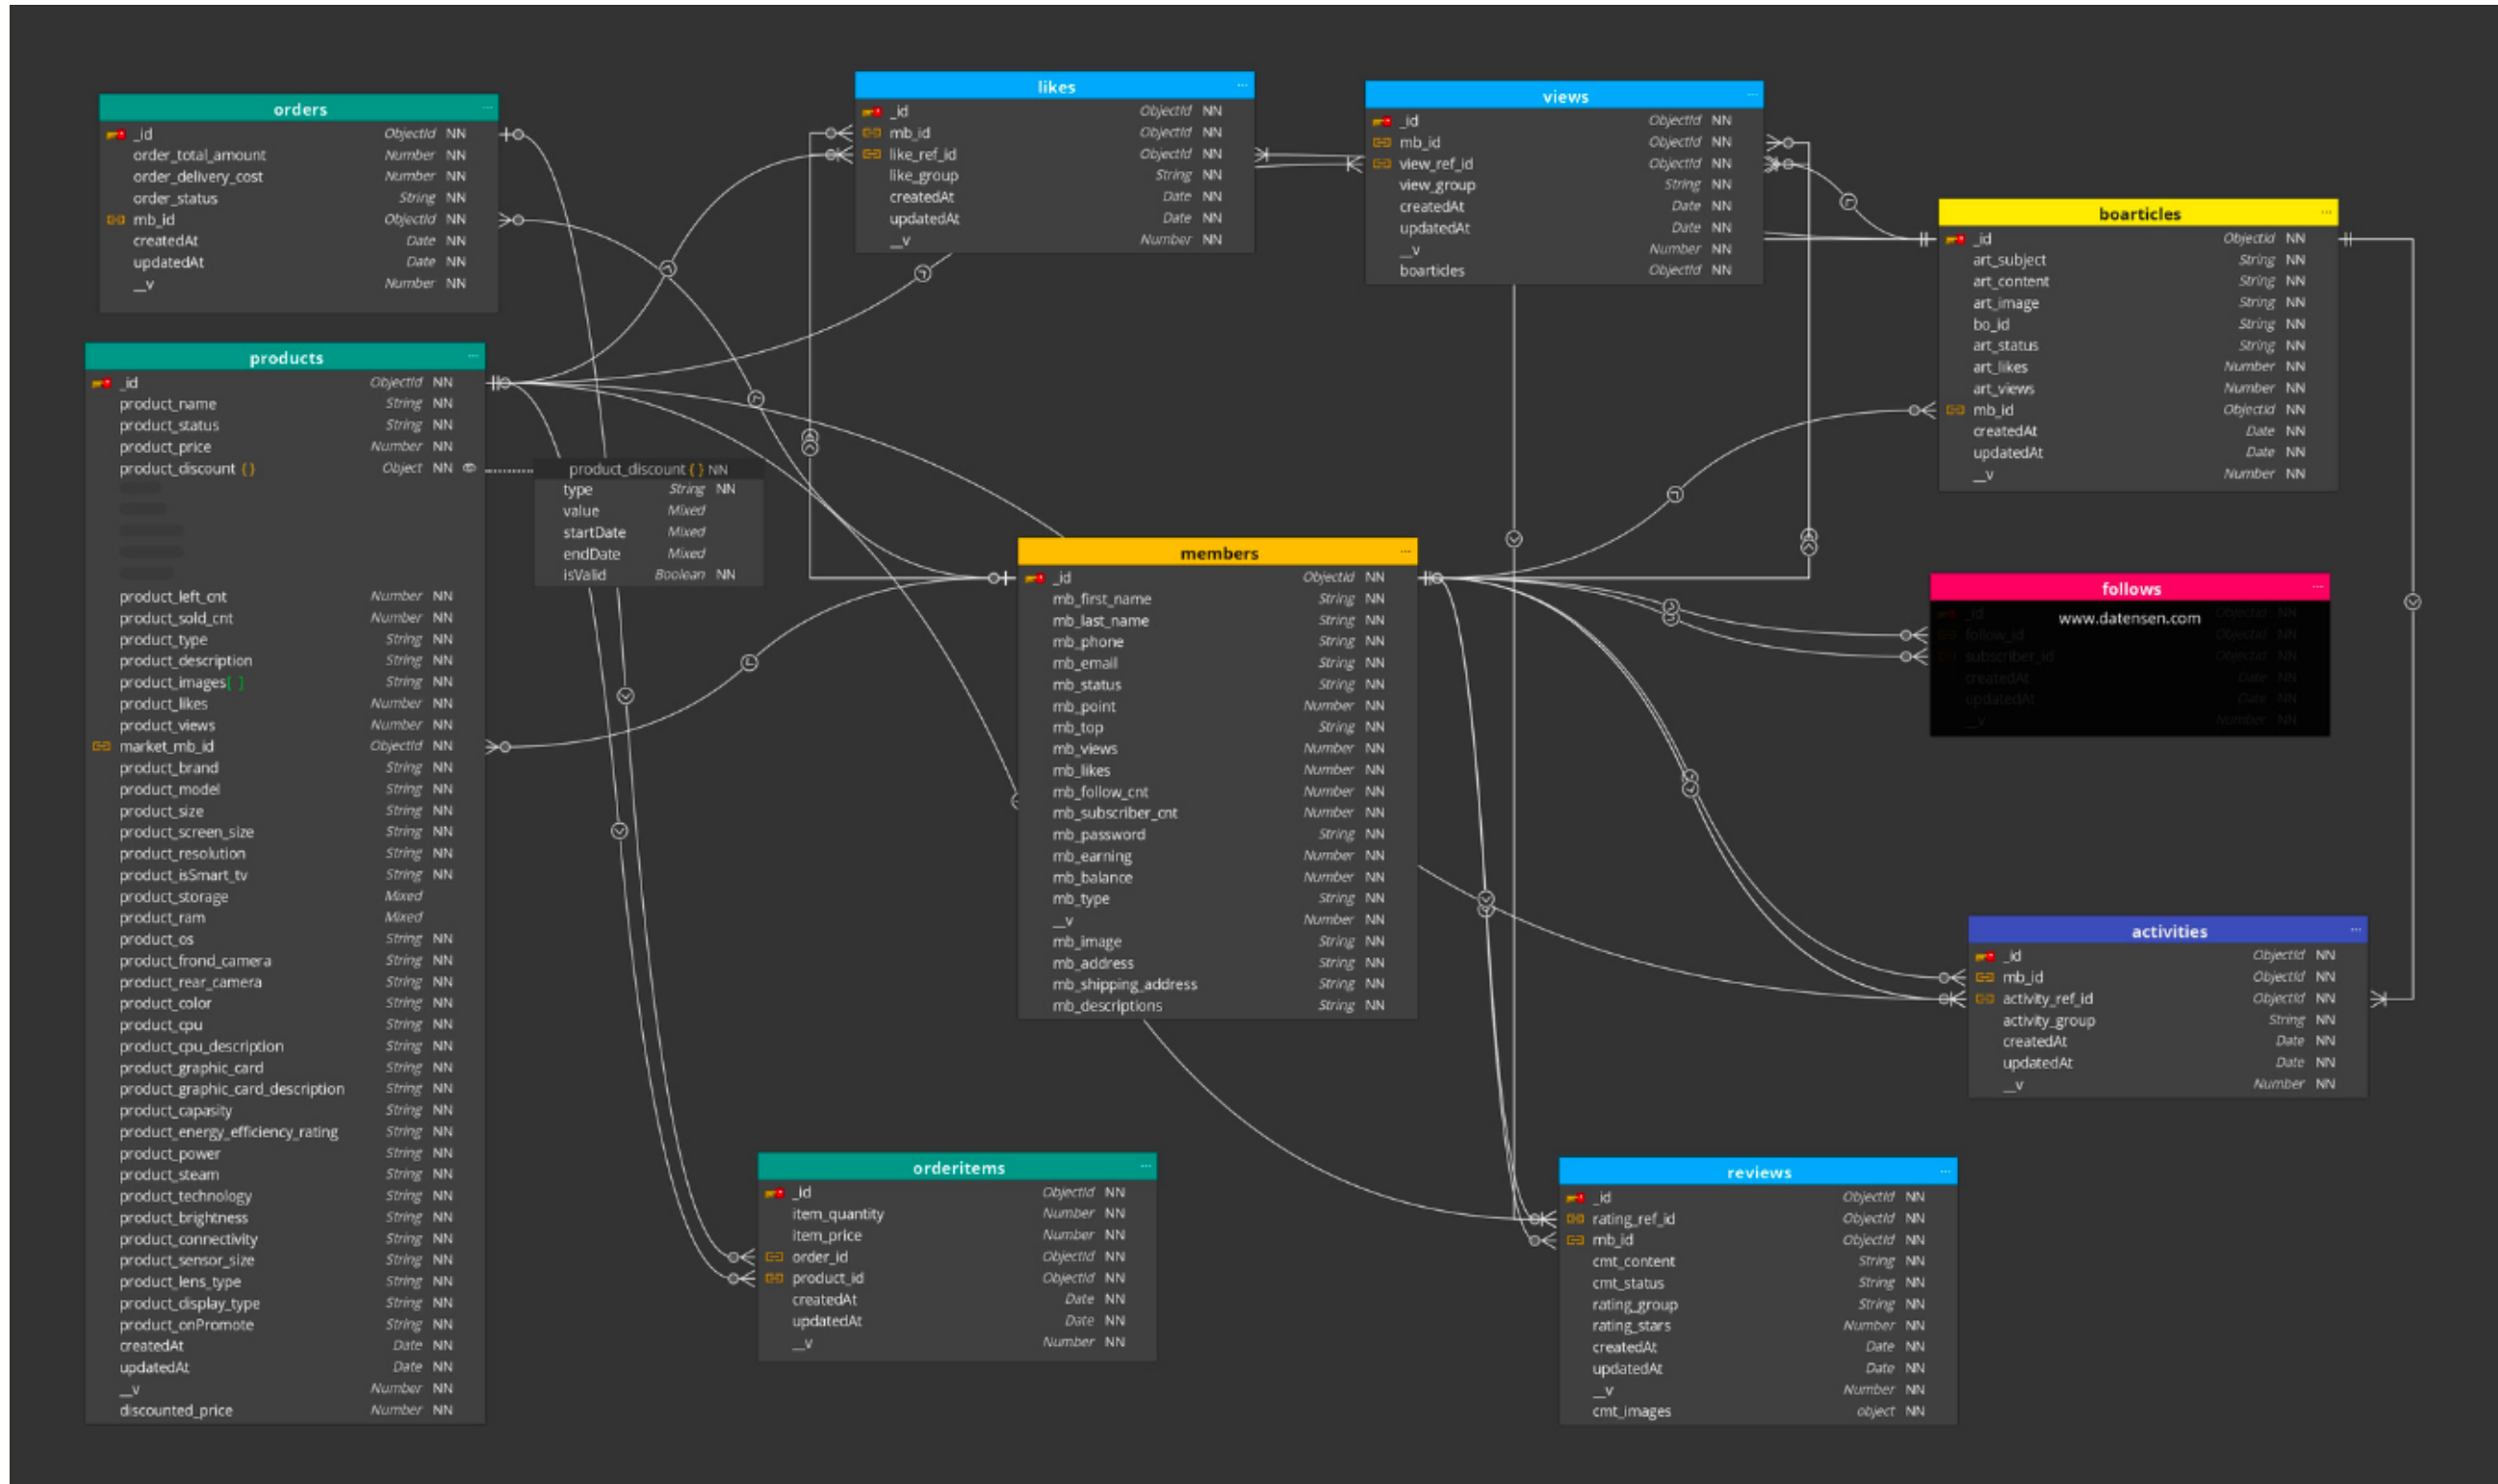 orders ...
_id ObjectId NN
order_total_amount Number NN
order_delivery_cost Number NN
order_status String NN
mb_id ObjectId NN
createdAt Date NN
updatedAt Date NN
__v Number NN
products ...
_id ObjectId NN
product_name String NN
product_status String NN
product_price Number NN
product_discount {} Object NN
product_left_cnt Number NN
product_sold_cnt Number NN
product_type String NN
product_description String NN
product_images[ ] String NN
product_likes Number NN
product_views Number NN
market_mb_id ObjectId NN
product_brand String NN
product_model String NN
product_size String NN
product_screen_size String NN
product_resolution String NN
product_isSmart_tv String NN
product_storage Mixed
product_ram Mixed
product_os String NN
product_frond_camera String NN
product_rear_camera String NN
product_color String NN
product_cpu String NN
product_cpu_description String NN
product_graphic_card String NN
product_graphic_card_description String NN
product_capasity String NN
product_energy_efficiency_rating String NN
product_power String NN
product_steam String NN
product_technology String NN
product_brightness String NN
product_connectivity String NN
product_sensor_size String NN
product_lens_type String NN
product_display_type String NN
product_onPromote String NN
createdAt Date NN
updatedAt Date NN
__v Number NN
discounted_price Number NN
product_discount { } NN
type String NN
value Mixed
startDate Mixed
endDate Mixed
isValid Boolean NN
likes ...
_id ObjectId NN
mb_id ObjectId NN
like_ref_id ObjectId NN
like_group String NN
createdAt Date NN
updatedAt Date NN
__v Number NN
views ...
_id ObjectId NN
mb_id ObjectId NN
view_ref_id ObjectId NN
view_group String NN
createdAt Date NN
updatedAt Date NN
__v Number NN
boarticles ObjectId NN
boarticles ...
_id ObjectId NN
art_subject String NN
art_content String NN
art_image String NN
bo_id String NN
art_status String NN
art_likes Number NN
art_views Number NN
mb_id ObjectId NN
createdAt Date NN
updatedAt Date NN
__v Number NN
members ...
_id ObjectId NN
mb_first_name String NN
mb_last_name String NN
mb_phone String NN
mb_email String NN
mb_status String NN
mb_point Number NN
mb_top String NN
mb_views Number NN
mb_likes Number NN
mb_follow_cnt Number NN
mb_subscriber_cnt Number NN
mb_password String NN
mb_earning Number NN
mb_balance Number NN
mb_type String NN
__v Number NN
mb_image String NN
mb_address String NN
mb_shipping_address String NN
mb_descriptions String NN
follows ...
_id ObjectId NN
www.datensen.com
follow_id ObjectId NN
subscriber_id ObjectId NN
createdAt Date NN
updatedAt Date NN
__v Number NN
activities ...
_id ObjectId NN
mb_id ObjectId NN
activity_ref_id ObjectId NN
activity_group String NN
createdAt Date NN
updatedAt Date NN
__v Number NN
orderitems ...
_id ObjectId NN
item_quantity Number NN
item_price Number NN
order_id ObjectId NN
product_id ObjectId NN
createdAt Date NN
updatedAt Date NN
__v Number NN
reviews ...
_id ObjectId NN
rating_ref_id ObjectId NN
mb_id ObjectId NN
cmt_content String NN
cmt_status String NN
rating_group String NN
rating_stars Number NN
createdAt Date NN
updatedAt Date NN
__v Number NN
cmt_images object NN